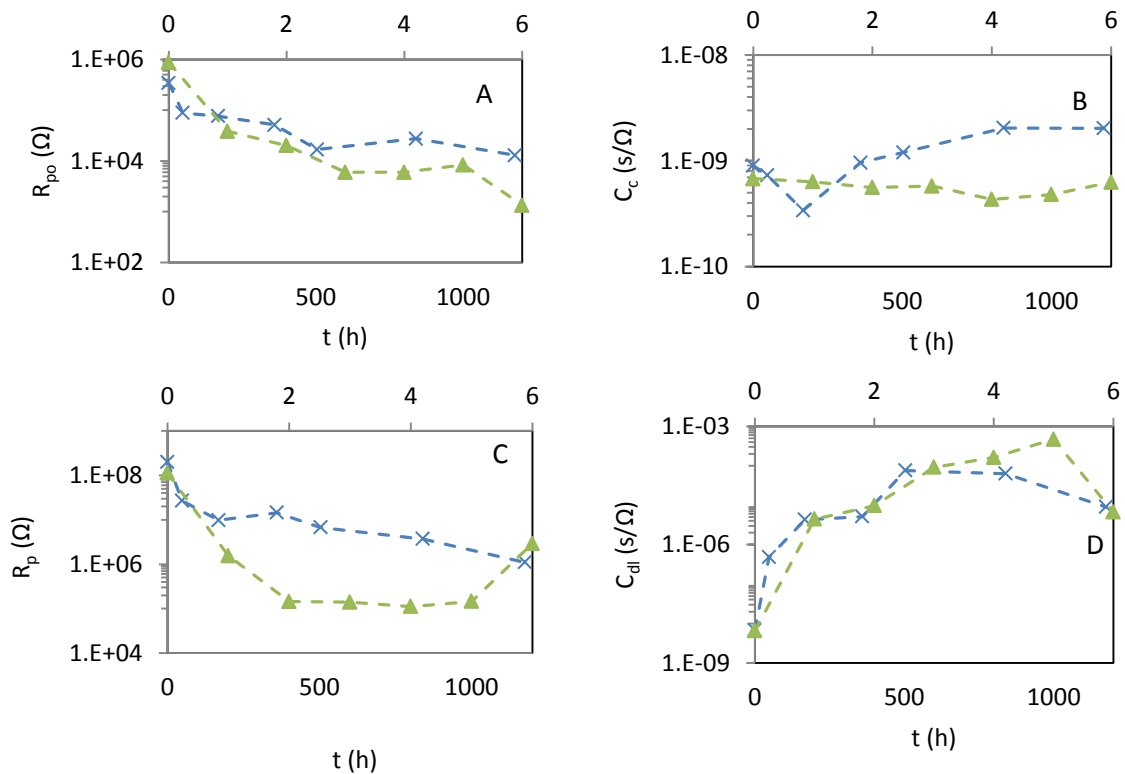 0 2 4 6
1.E+06
1.E+04
1.E+02
R_po (Ω)
A
0 500 1000
t (h)
0 2 4 6
1.E-08
1.E-09
1.E-10
C_c (s/Ω)
B
0 500 1000
t (h)
0 2 4 6
1.E+08
1.E+06
1.E+04
R_p (Ω)
C
0 500 1000
t (h)
0 2 4 6
1.E-03
1.E-06
1.E-09
C_dl (s/Ω)
D
0 500 1000
t (h)